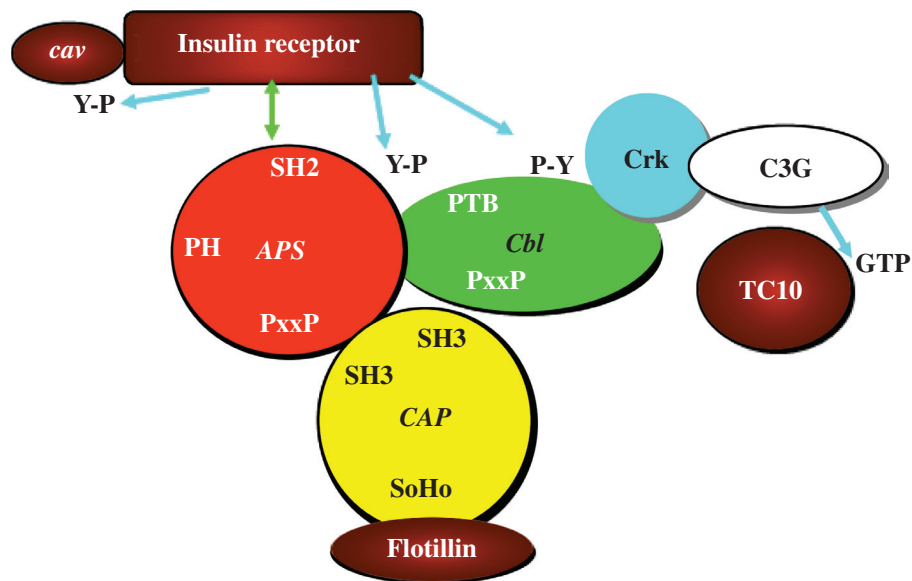 Insulin receptor
cav
Y-P
Y-P
P-Y
Crk
C3G
SH2
PTB
PH
APS
Cbl
GTP
PxxP
TC10
PxxP
SH3
SH3
CAP
SoHo
Flotillin